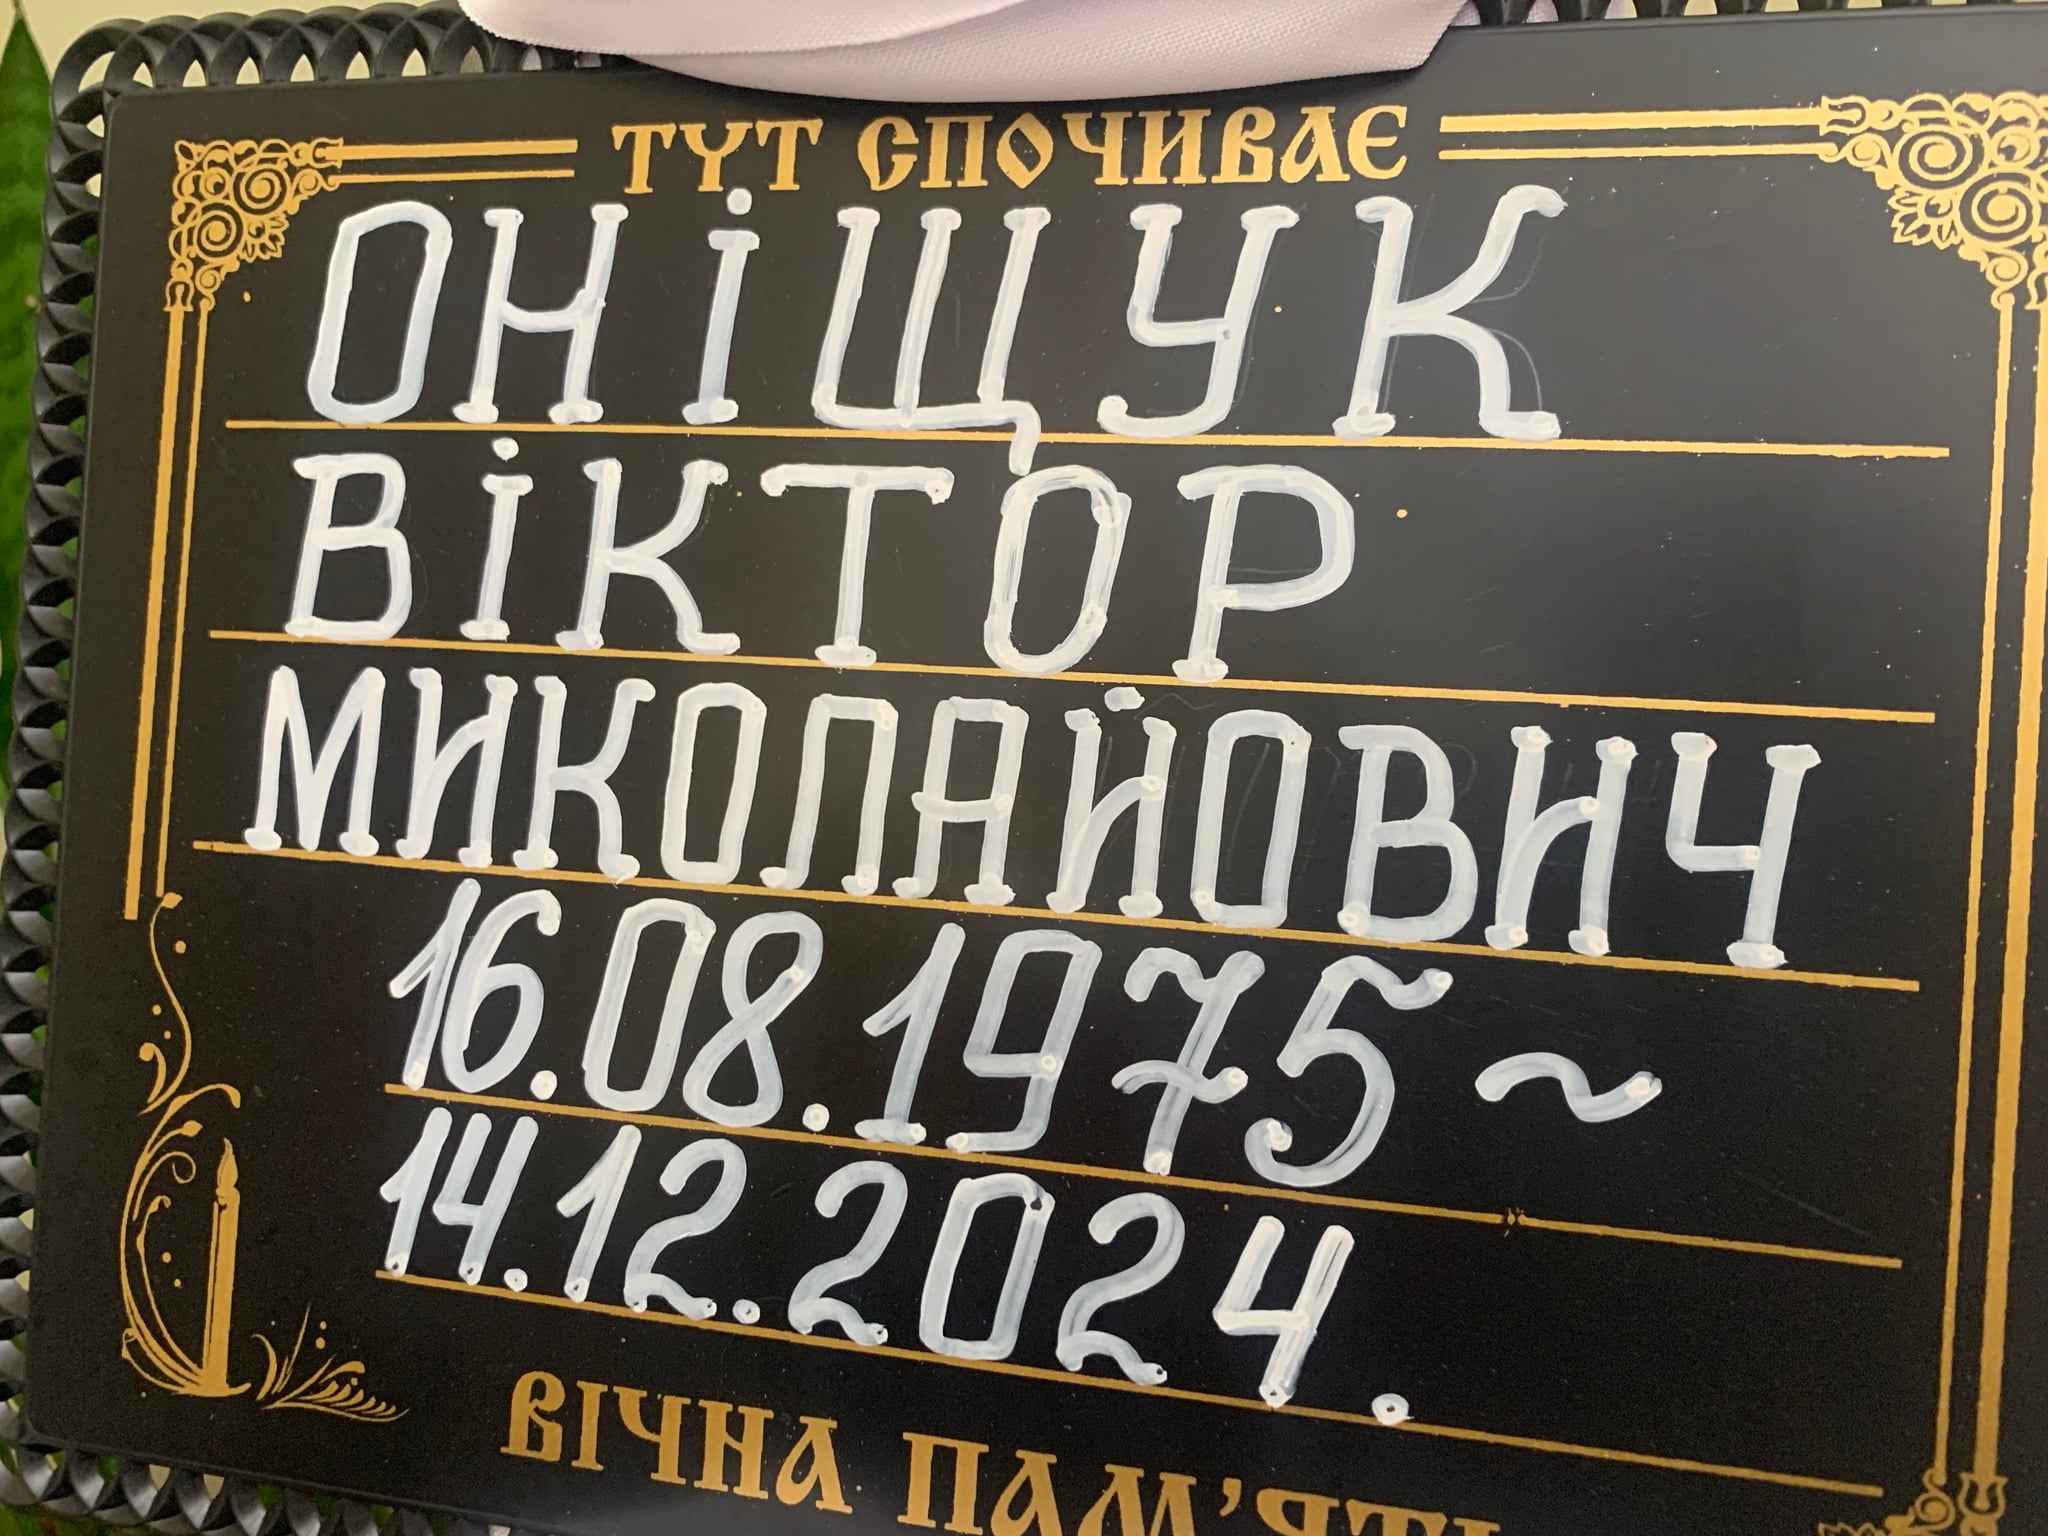 ТУТ СПОЧИВАЄ
ОНІЩУК
ВІКТОР
МИКОЛАЙОВИЧ
16.08.1975 ~
14.12.2024.
ВІЧНА ПАМ'ЯТЬ